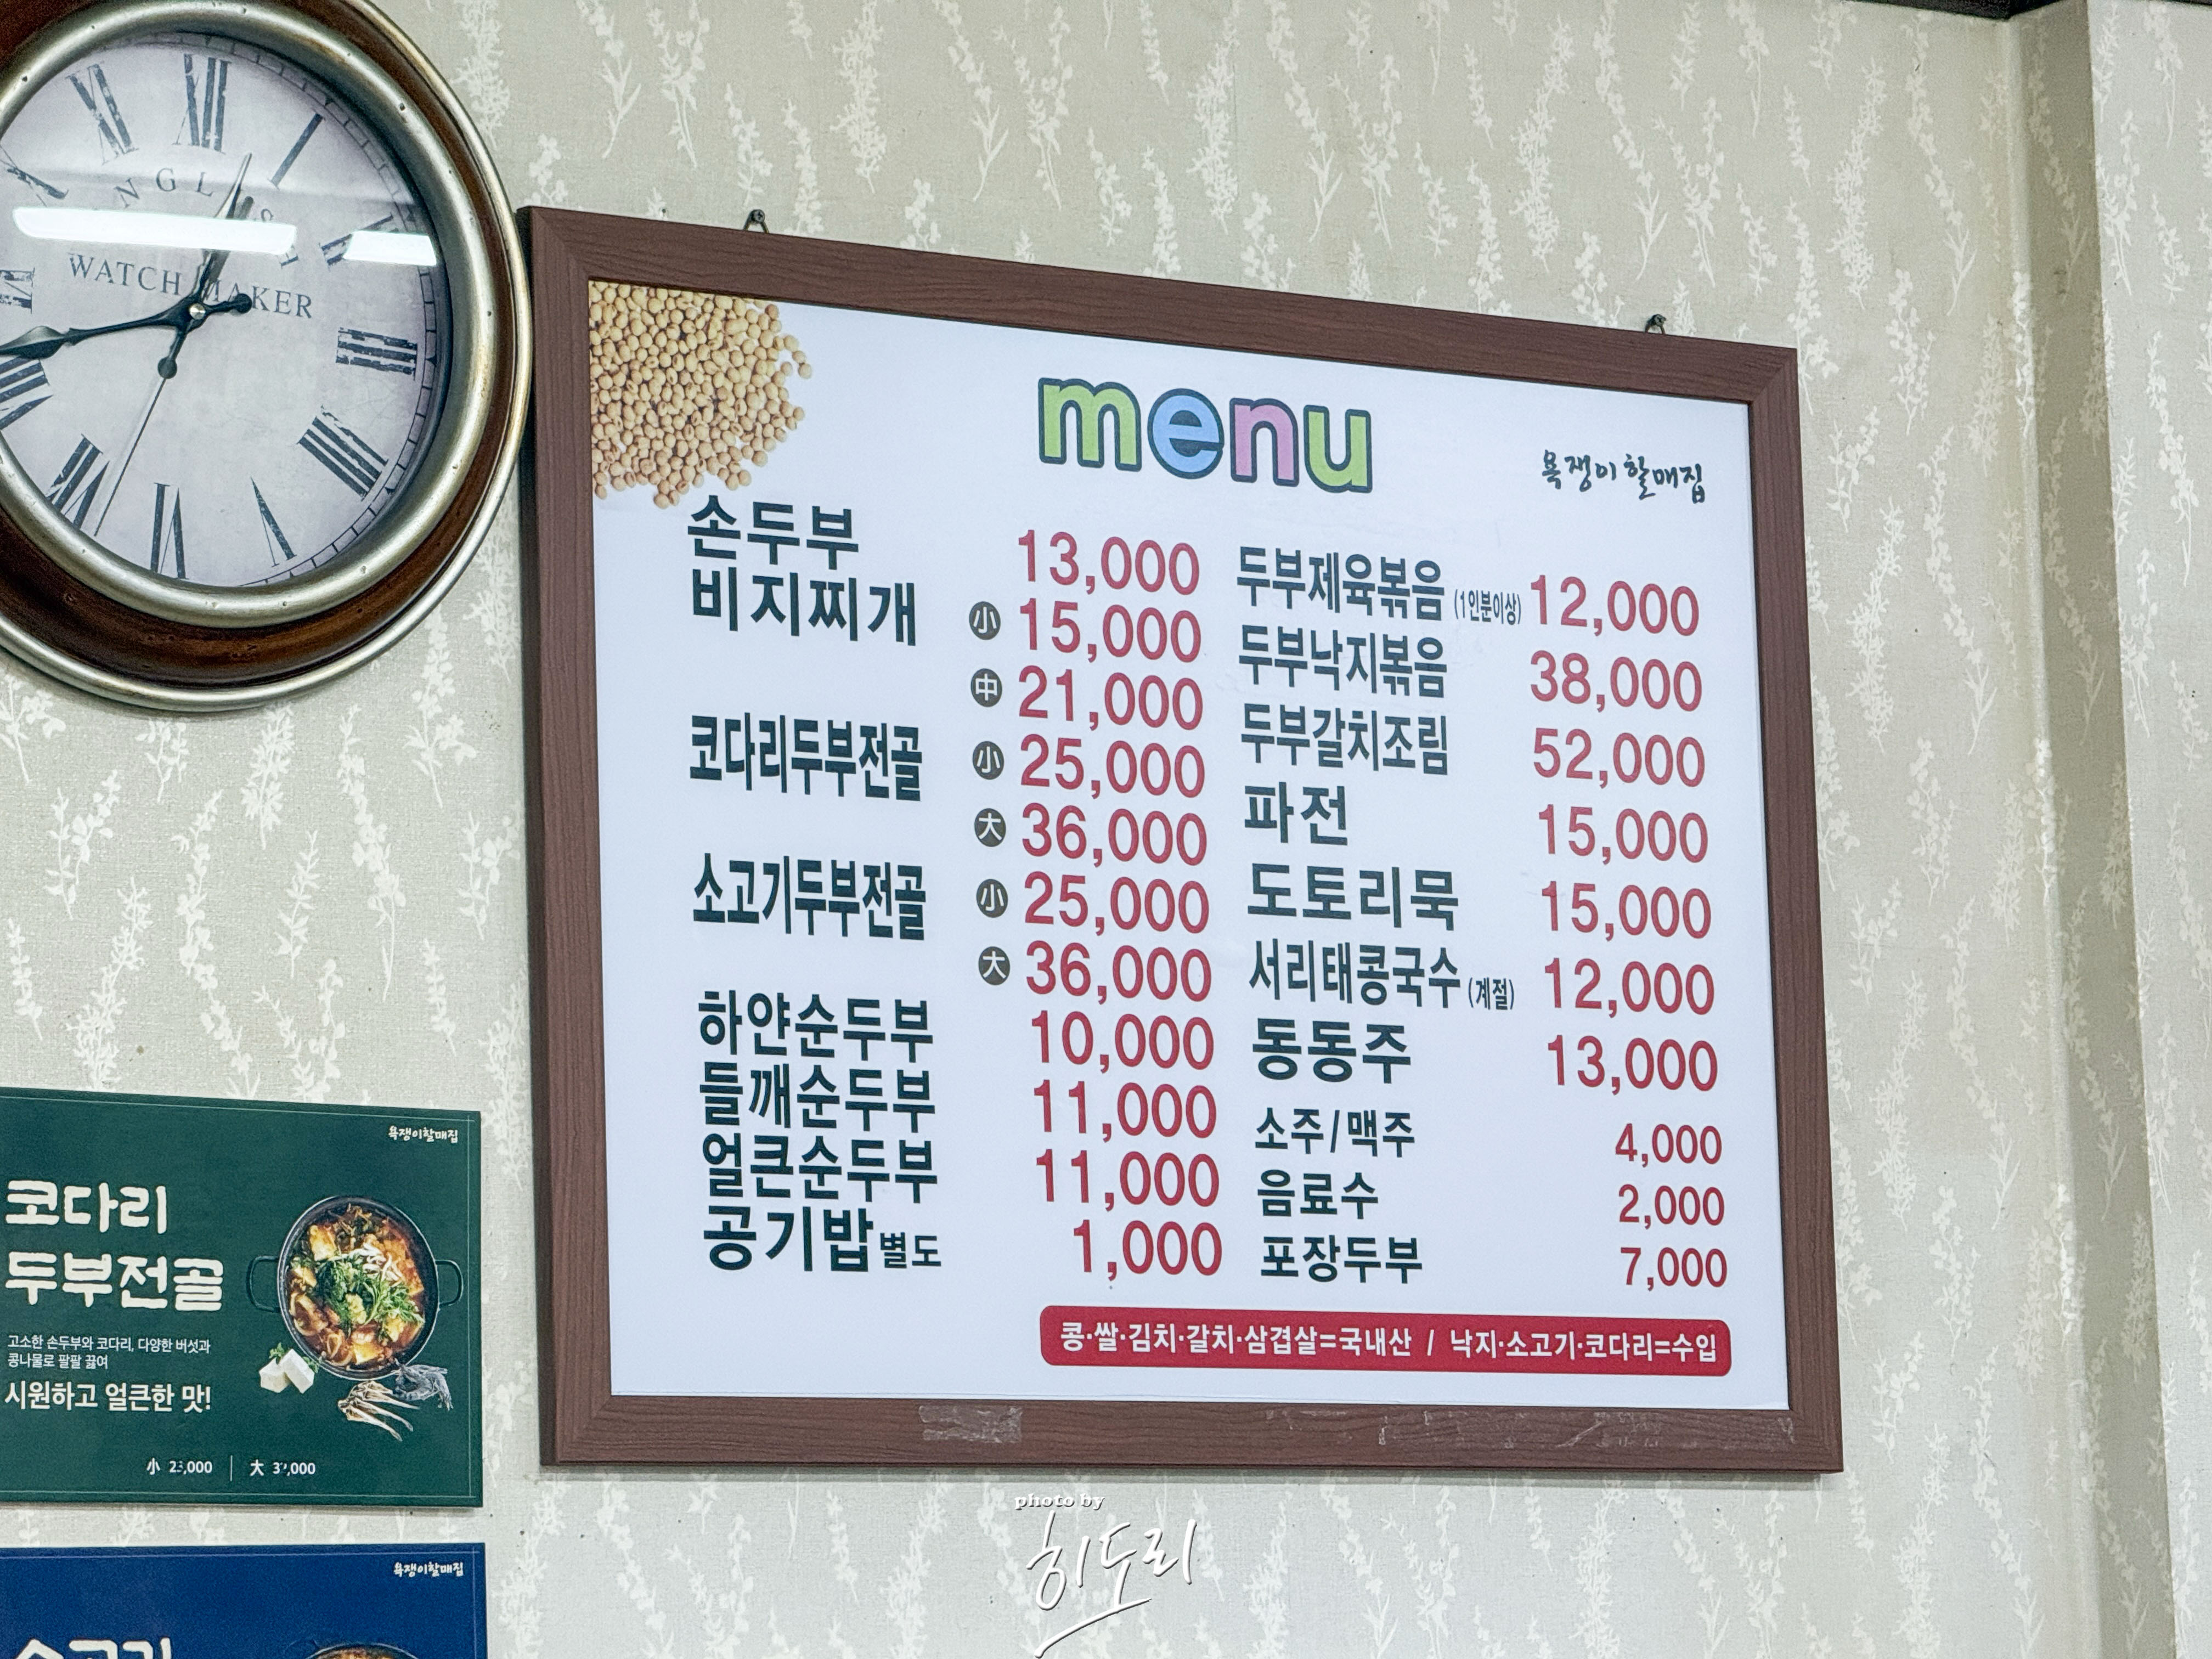 XI XII I
ENGLISH
WATCH MAKER
menu
욕쟁이할매집
손두부 13,000
비지찌개 小 15,000
中 21,000
코다리두부전골 小 25,000
大 36,000
소고기두부전골 小 25,000
大 36,000
하얀순두부 10,000
들깨순두부 11,000
얼큰순두부 11,000
공기밥별도 1,000
두부제육볶음 (1인분이상) 12,000
두부낙지볶음 38,000
두부갈치조림 52,000
파전 15,000
도토리묵 15,000
서리태콩국수 (계절) 12,000
동동주 13,000
소주/맥주 4,000
음료수 2,000
포장두부 7,000
콩·쌀·김치·갈치·삼겹살=국내산 / 낙지·소고기·코다리=수입
욕쟁이할매집
코다리
두부전골
고소한 손두부와 코다리, 다양한 버섯과
콩나물로 팔팔 끓여
시원하고 얼큰한 맛!
小 大
욕쟁이할매집
photo by
히도리